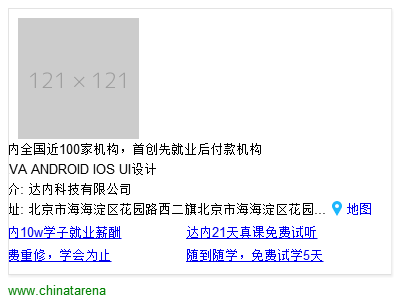 121 × 121
内全国近100家机构，首创先就业后付款机构
VA ANDROID IOS UI设计
介: 达内科技有限公司
址: 北京市海海淀区花园路西二旗北京市海海淀区花园... 地图
内10w学子就业薪酬 达内21天真课免费试听
费重修，学会为止 随到随学，免费试学5天
www.chinatarena